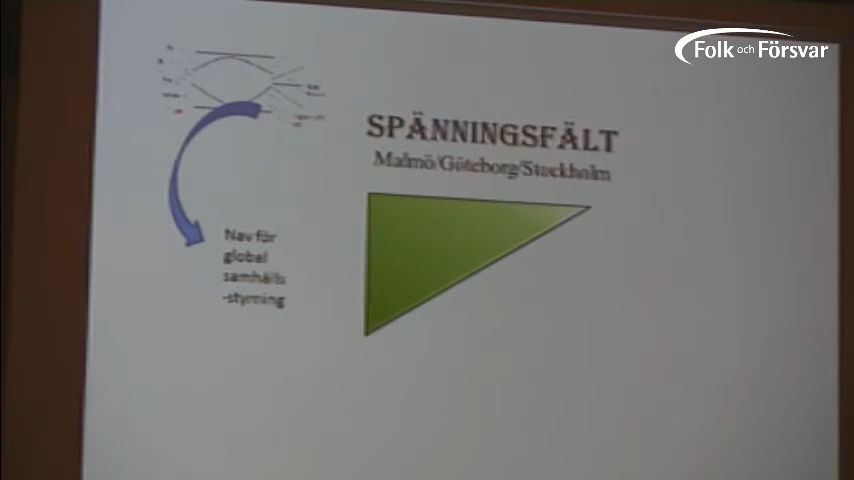 Folk och Försvar
SPÄNNINGSFÄLT
Malmö/Göteborg/Stockholm
Nav för
global
samhälls
-styrning